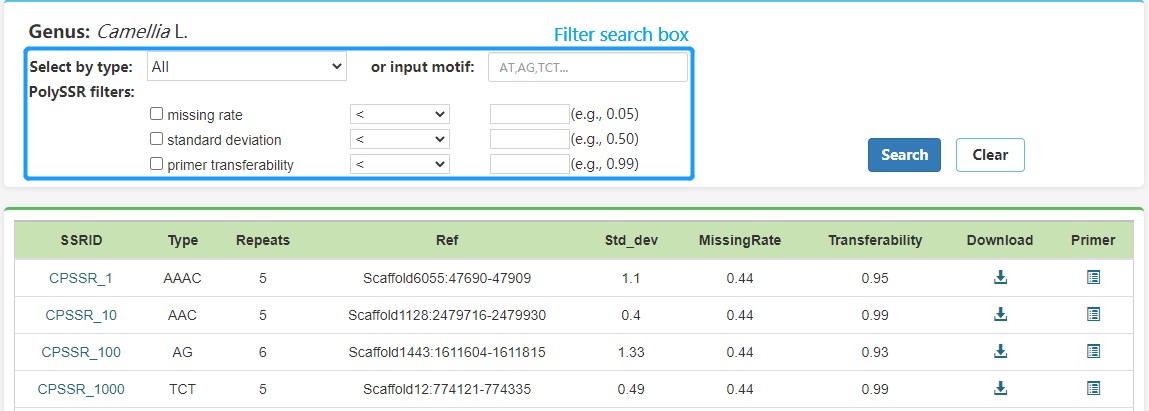 Genus: Camellia L.
Filter search box
Select by type: All or input motif: AT,AG,TCT...
PolySSR filters:
missing rate < (e.g., 0.05)
standard deviation < (e.g., 0.50)
primer transferability < (e.g., 0.99)
Search Clear
SSRID Type Repeats Ref Std_dev MissingRate Transferability Download Primer
CPSSR_1 AAAC 5 Scaffold6055:47690-47909 1.1 0.44 0.95
CPSSR_10 AAC 5 Scaffold1128:2479716-2479930 0.4 0.44 0.99
CPSSR_100 AG 6 Scaffold1443:1611604-1611815 1.33 0.44 0.93
CPSSR_1000 TCT 5 Scaffold12:774121-774335 0.49 0.44 0.99